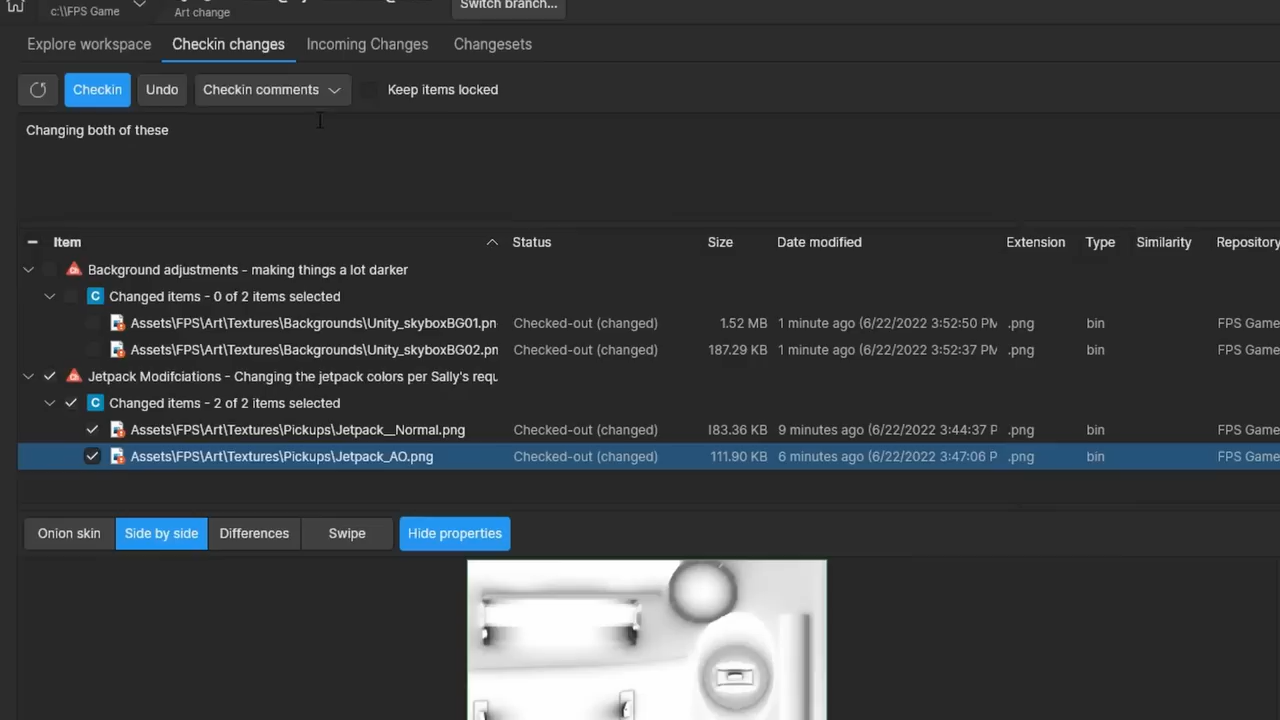 c:\\FPS Game
Art change
Switch branch...
Explore workspace
Checkin changes
Incoming Changes
Changesets
Checkin
Undo
Checkin comments
Keep items locked
Changing both of these
Item Status Size Date modified Extension Type Similarity Repository
Background adjustments - making things a lot darker
Changed items - 0 of 2 items selected
Assets\FPS\Art\Textures\Backgrounds\Unity_skyboxBG01.pn Checked-out (changed) 1.52 MB 1 minute ago (6/22/2022 3:52:50 PM .png bin FPS Game
Assets\FPS\Art\Textures\Backgrounds\Unity_skyboxBG02.pn Checked-out (changed) 187.29 KB 1 minute ago (6/22/2022 3:52:37 PM .png bin FPS Game
Jetpack Modifciations - Changing the jetpack colors per Sally's requ
Changed items - 2 of 2 items selected
Assets\FPS\Art\Textures\Pickups\Jetpack__Normal.png Checked-out (changed) 183.36 KB 9 minutes ago (6/22/2022 3:44:37 P .png bin FPS Game
Assets\FPS\Art\Textures\Pickups\Jetpack_AO.png Checked-out (changed) 111.90 KB 6 minutes ago (6/22/2022 3:47:06 P .png bin FPS Game
Onion skin
Side by side
Differences
Swipe
Hide properties